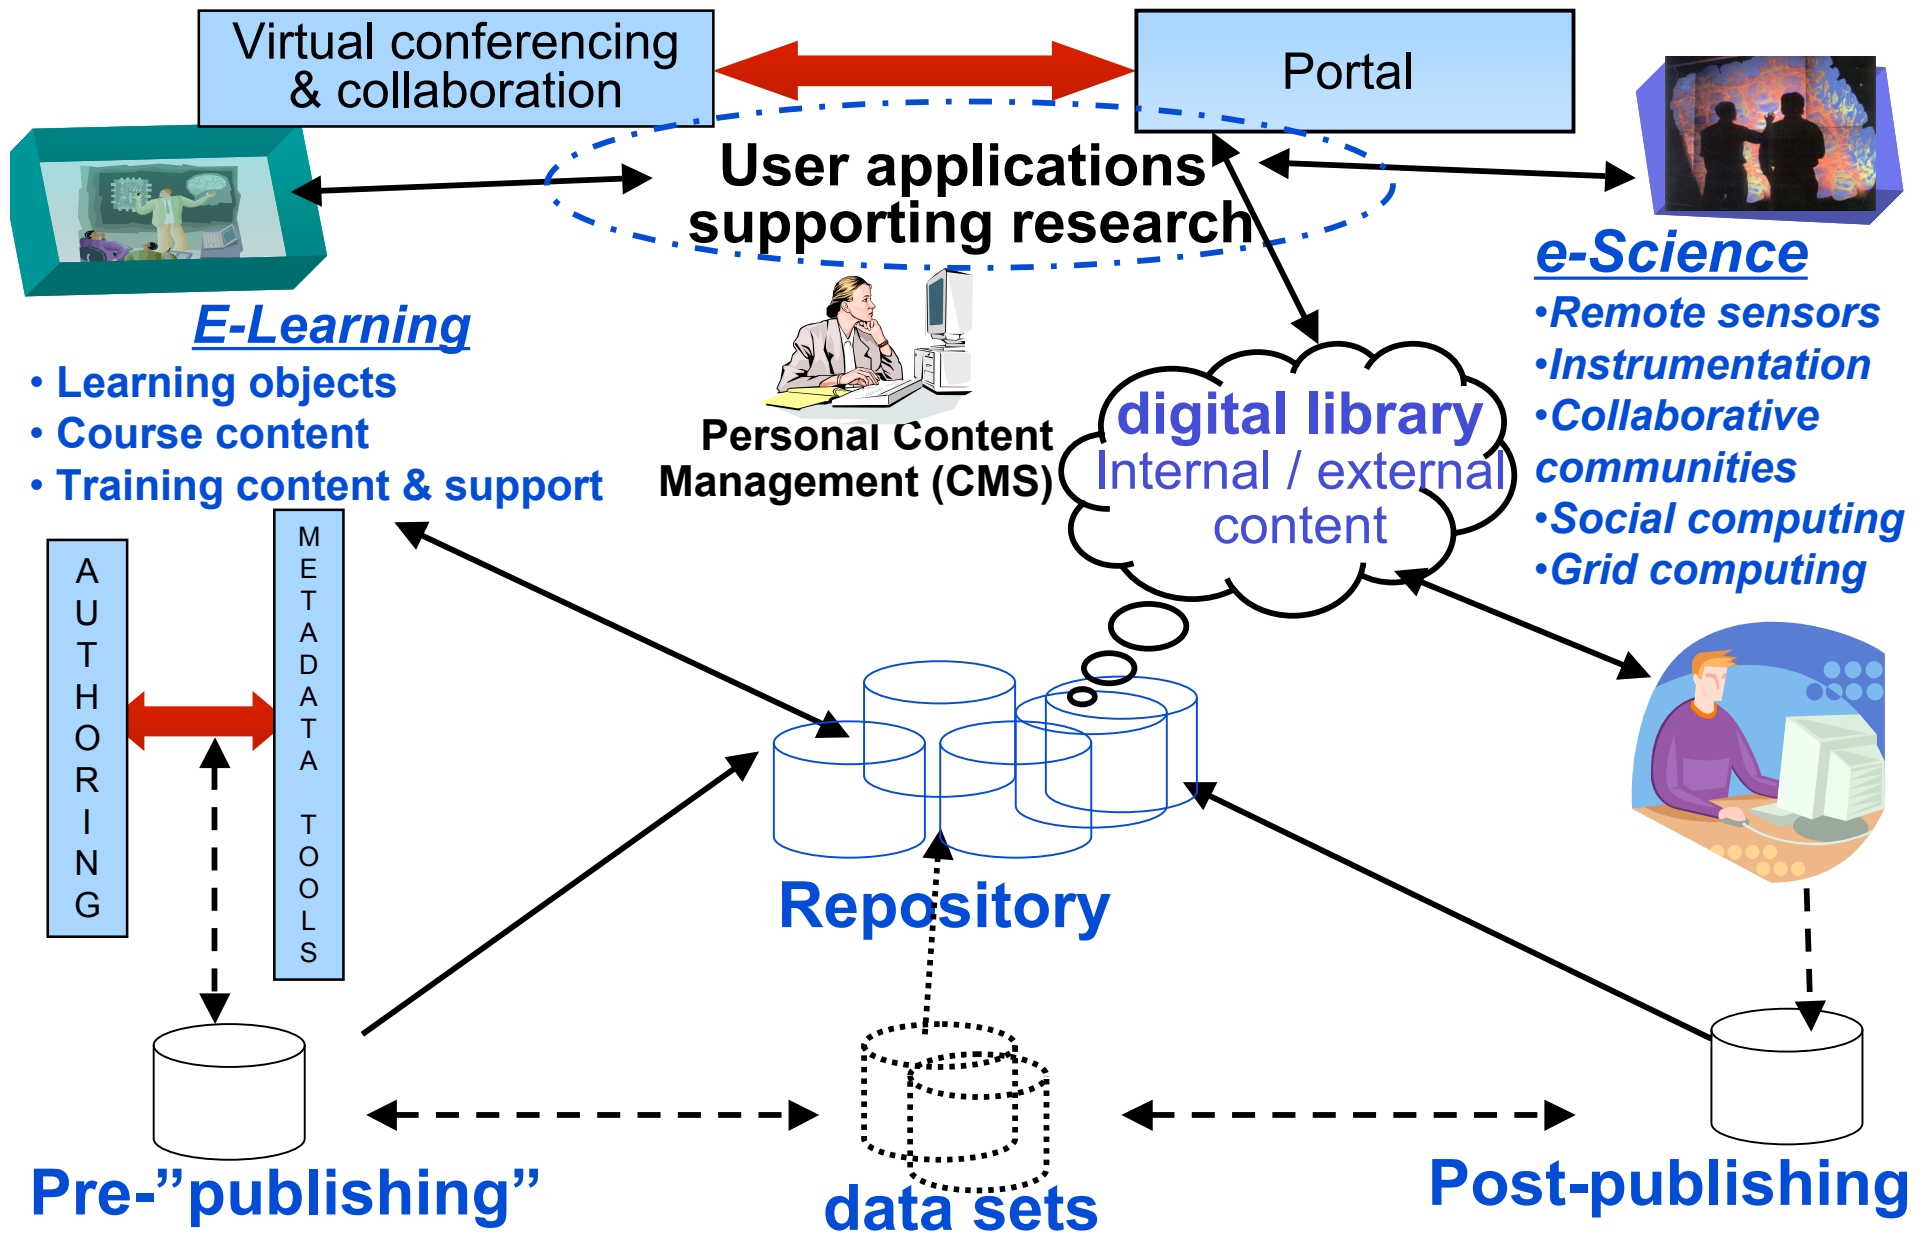 Virtual conferencing
& collaboration
Portal
User applications
supporting research
E-Learning
• Learning objects
• Course content
• Training content & support
e-Science
•Remote sensors
•Instrumentation
•Collaborative
communities
•Social computing
•Grid computing
Personal Content
Management (CMS)
digital library
Internal / external
content
AUTHORING
METADATA TOOLS
Repository
Pre-”publishing”
data sets
Post-publishing